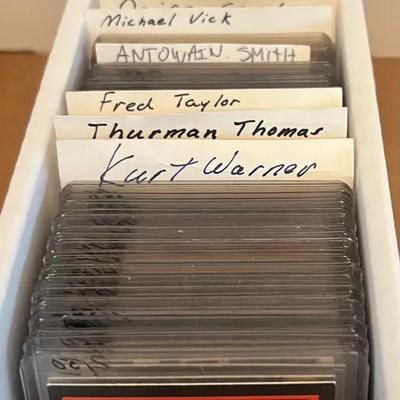 Michael Vick
ANTOWAIN SMITH
Fred Taylor
Thurman Thomas
Kurt Warner